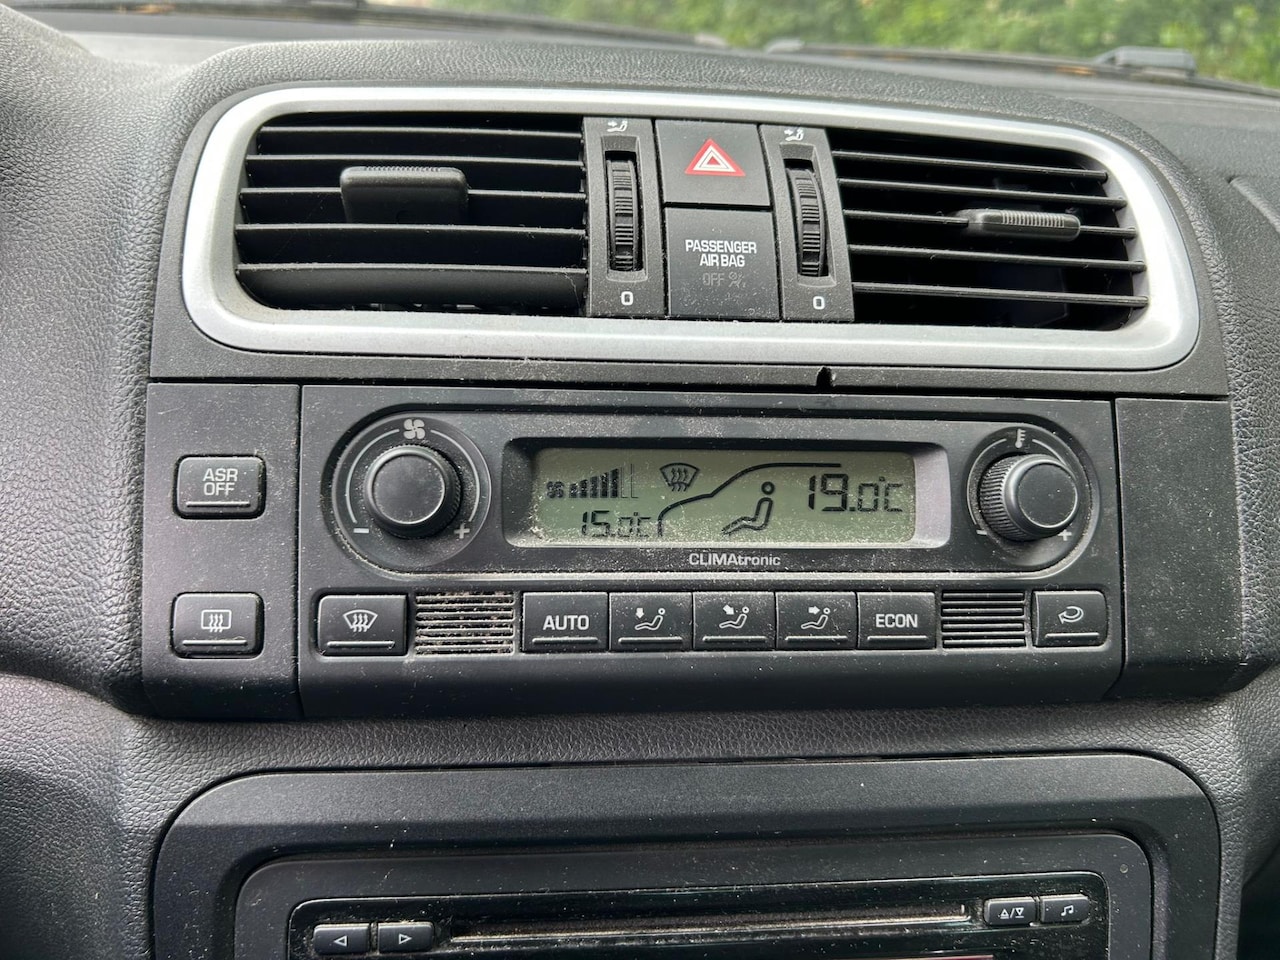 PASSENGER
AIR BAG
OFF
0
0
ASR
OFF
15.0°C
19.0°C
CLIMAtronic
- +
- +
AUTO
ECON